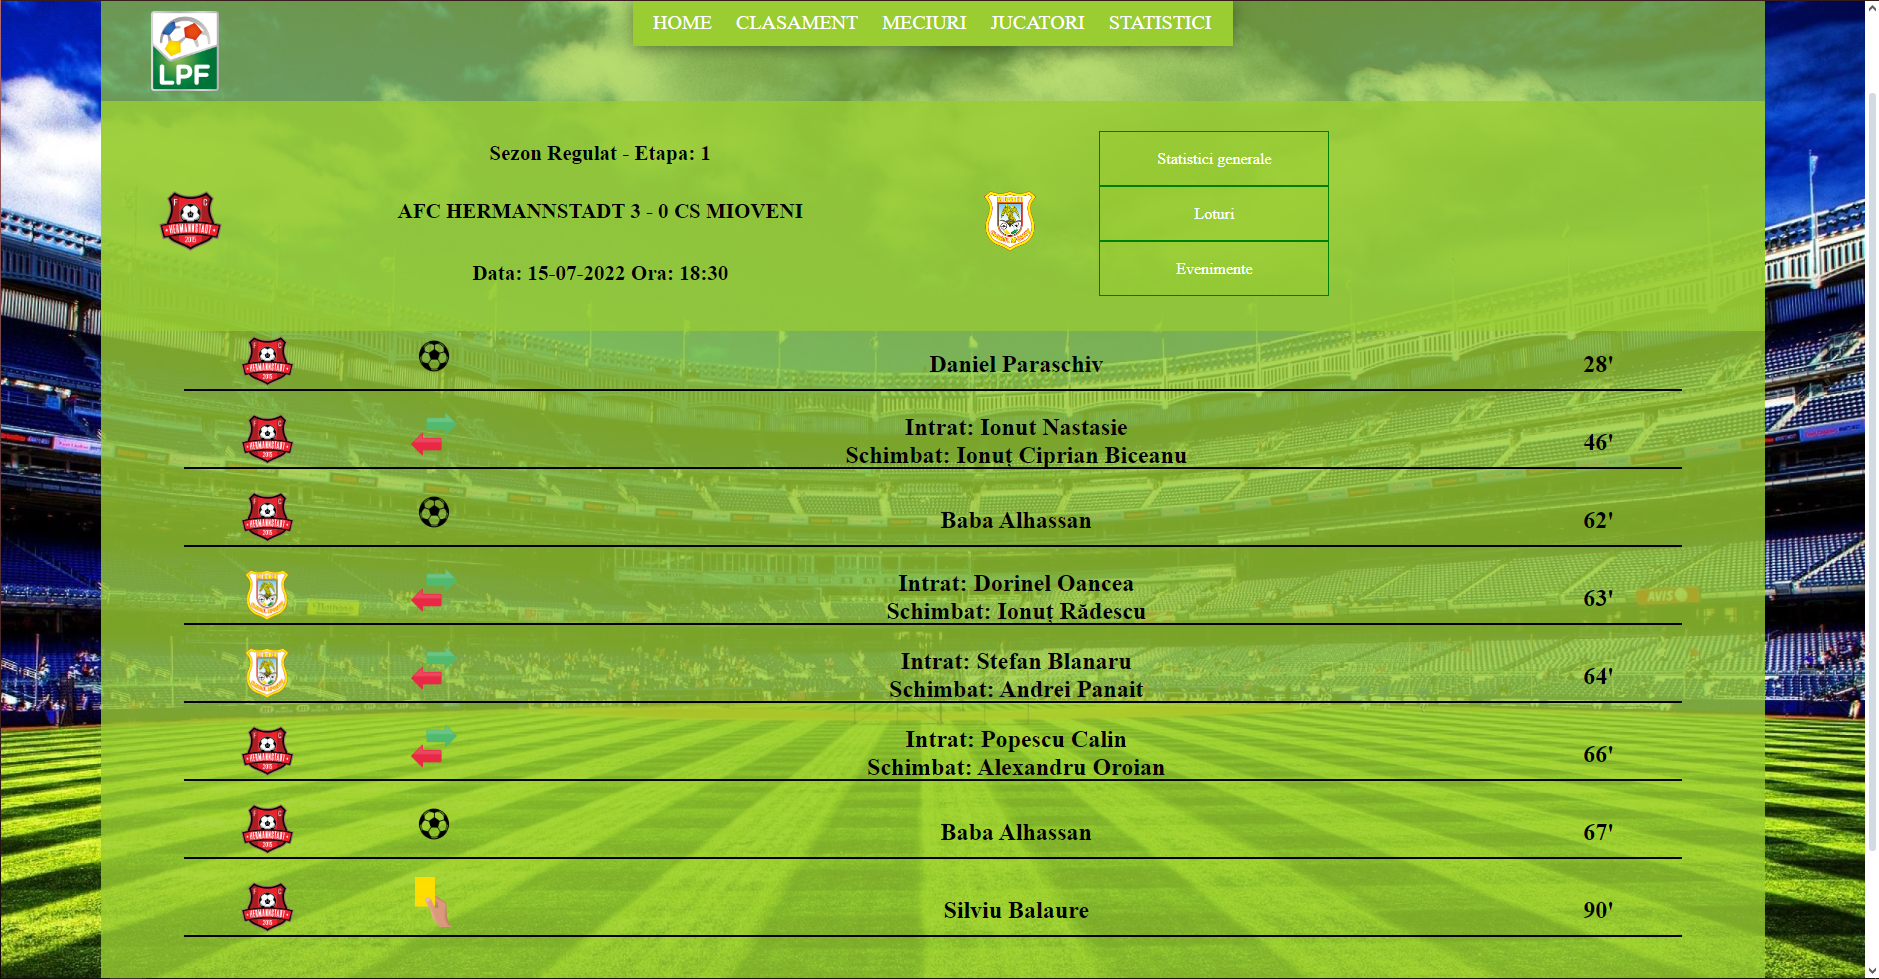 HOME CLASAMENT MECIURI JUCATORI STATISTICI
LPF
Sezon Regulat - Etapa: 1
AFC HERMANNSTADT 3 - 0 CS MIOVENI
Data: 15-07-2022 Ora: 18:30
F C
HERMANNSTADT
2015
Statistici generale
Loturi
Evenimente
Daniel Paraschiv 28'
Intrat: Ionut Nastasie
Schimbat: Ionuț Ciprian Biceanu
46'
Baba Alhassan 62'
Intrat: Dorinel Oancea
Schimbat: Ionuț Rădescu
63'
Intrat: Stefan Blanaru
Schimbat: Andrei Panait
64'
Intrat: Popescu Calin
Schimbat: Alexandru Oroian
66'
Baba Alhassan 67'
Silviu Balaure 90'
AVIS